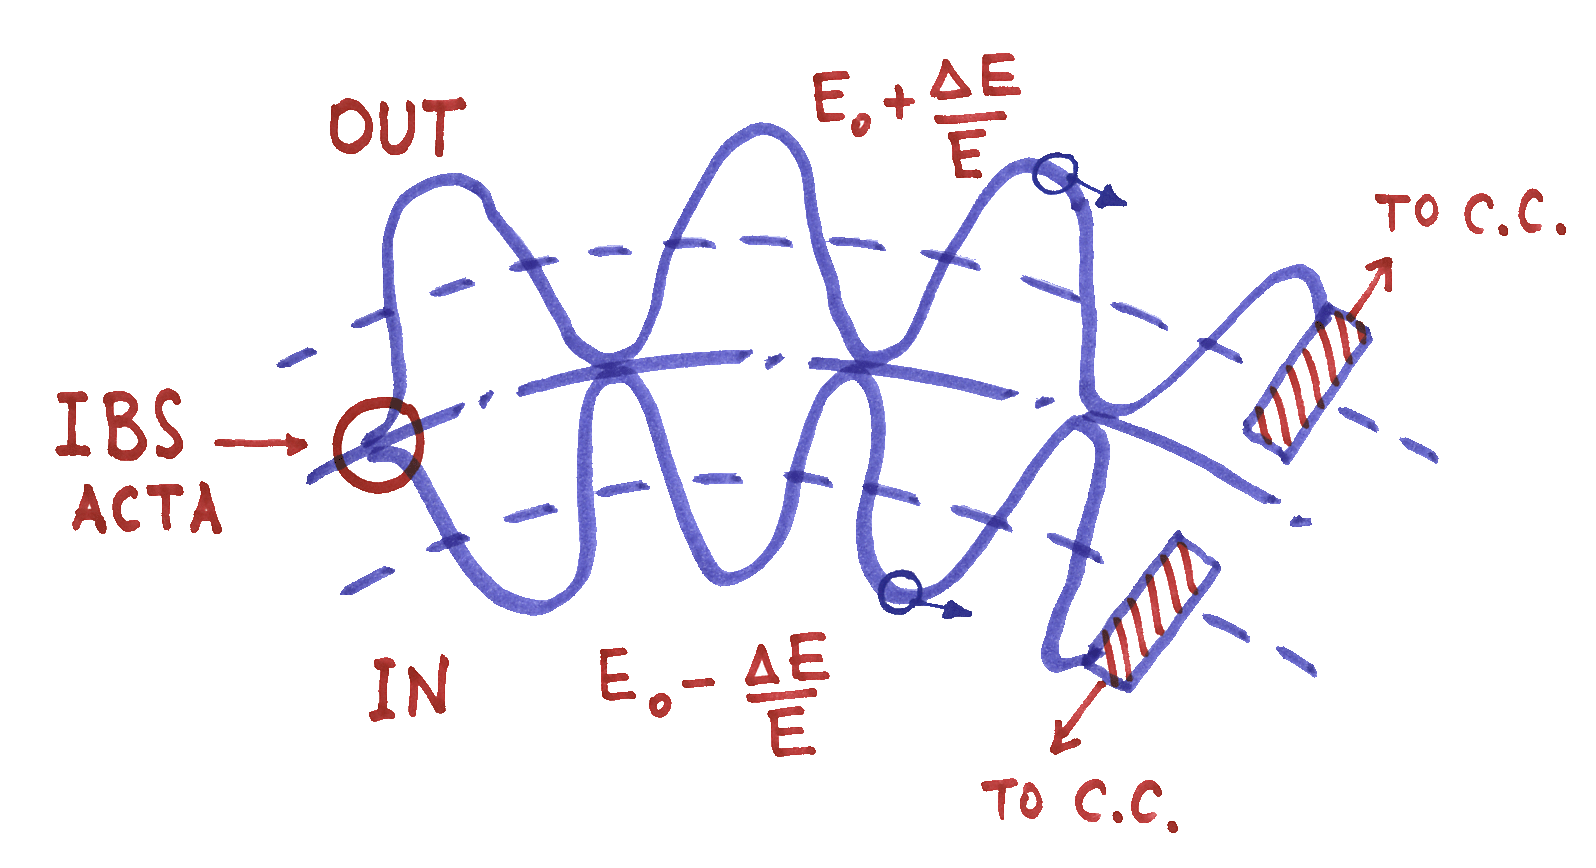 OUT
E₀ + ΔE/E
TO C.C.
IBS
ACTA
IN
E₀ - ΔE/E
TO C.C.